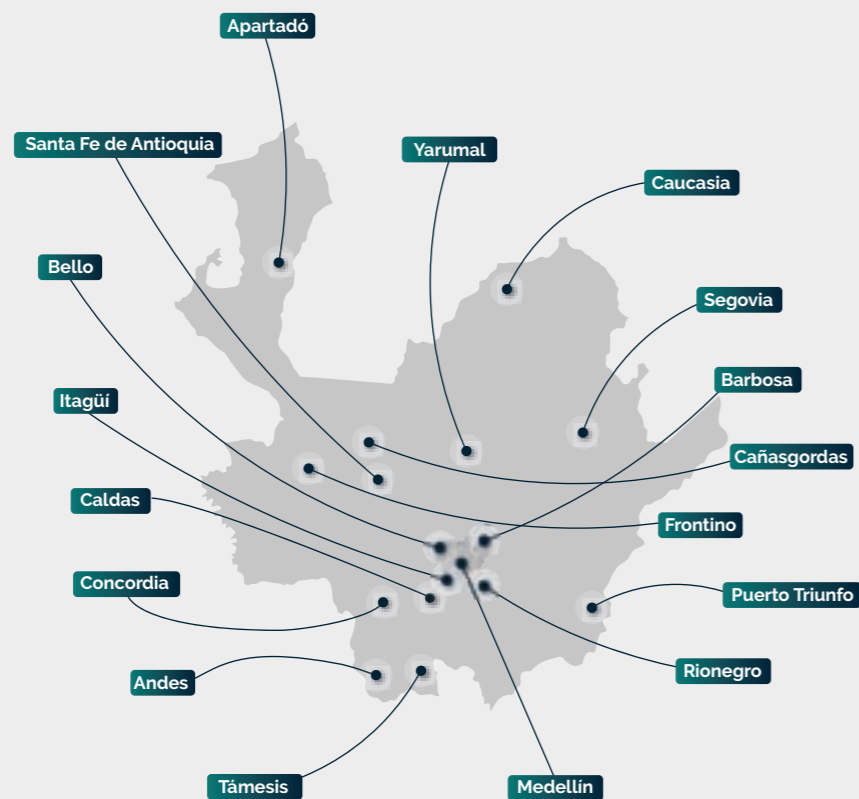 Apartadó
Santa Fe de Antioquia
Yarumal
Caucasia
Bello
Segovia
Itagüí
Barbosa
Cañasgordas
Caldas
Frontino
Concordia
Puerto Triunfo
Andes
Rionegro
Támesis
Medellín